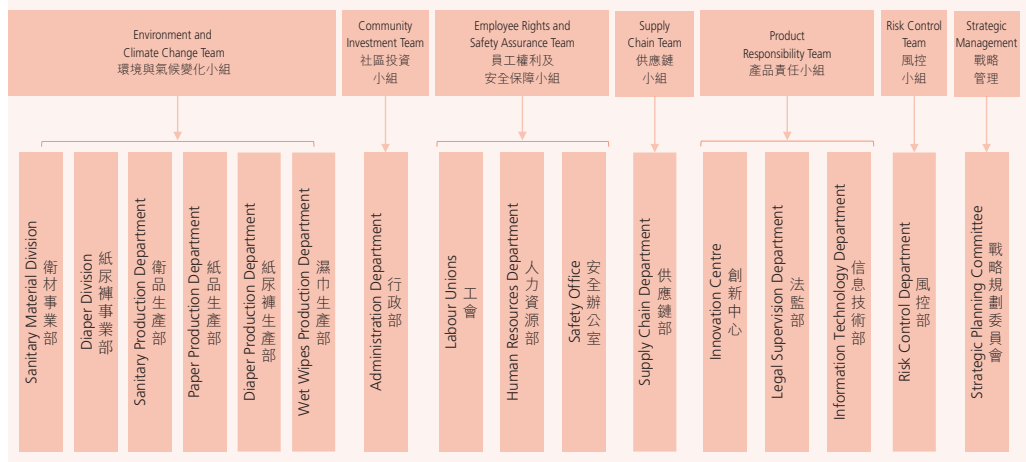 Environment and
Climate Change Team
環境與氣候變化小組
Community
Investment Team
社區投資
小組
Employee Rights and
Safety Assurance Team
員工權利及
安全保障小組
Supply
Chain Team
供應鏈
小組
Product
Responsibility Team
產品責任小組
Risk Control
Team
風控
小組
Strategic
Management
戰略
管理
Sanitary Material Division
衛材事業部
Diaper Division
紙尿褲事業部
Sanitary Production Department
衛品生產部
Paper Production Department
紙品生產部
Diaper Production Department
紙尿褲生產部
Wet Wipes Production Department
濕巾生產部
Administration Department
行政部
Labour Unions
工會
Human Resources Department
人力資源部
Safety Office
安全辦公室
Supply Chain Department
供應鏈部
Innovation Centre
創新中心
Legal Supervision Department
法監部
Information Technology Department
信息技術部
Risk Control Department
風控部
Strategic Planning Committee
戰略規劃委員會